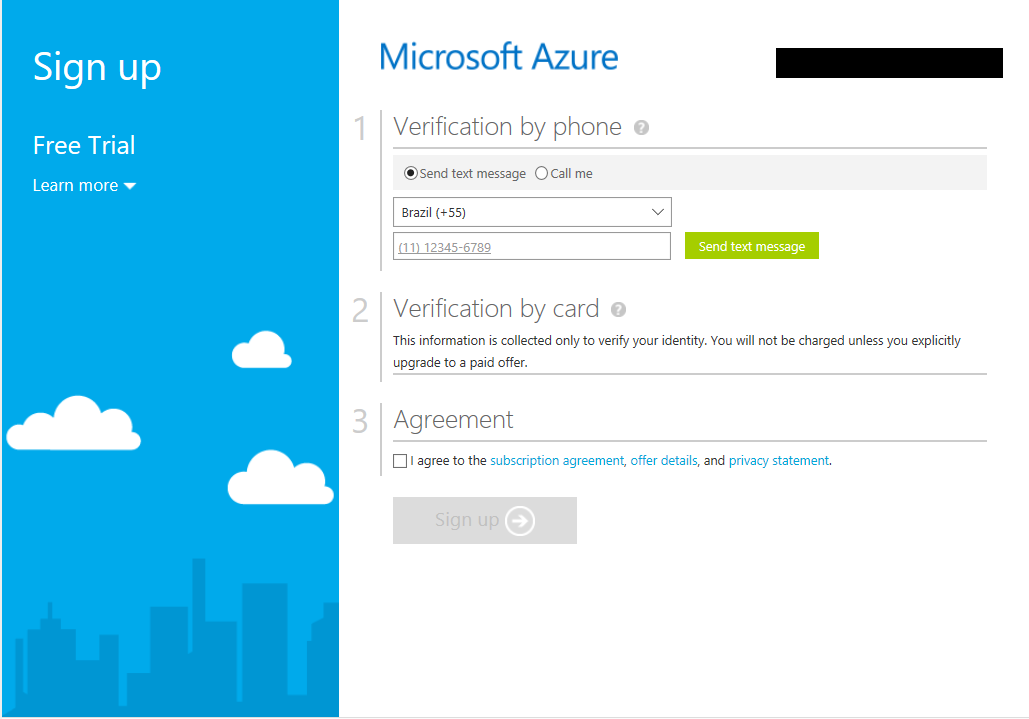 Sign up
Free Trial
Learn more
Microsoft Azure
1 Verification by phone ?
Send text message Call me
Brazil (+55)
(11) 12345-6789 Send text message
2 Verification by card ?
This information is collected only to verify your identity. You will not be charged unless you explicitly
upgrade to a paid offer.
3 Agreement
I agree to the subscription agreement, offer details, and privacy statement.
Sign up